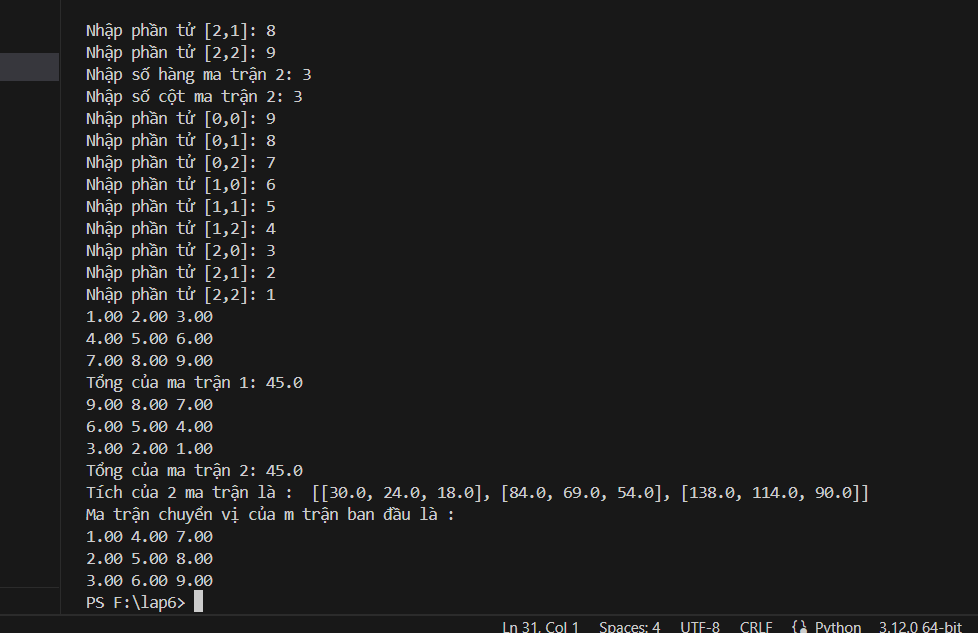 Nhập phần tử [2,1]: 8
Nhập phần tử [2,2]: 9
Nhập số hàng ma trận 2: 3
Nhập số cột ma trận 2: 3
Nhập phần tử [0,0]: 9
Nhập phần tử [0,1]: 8
Nhập phần tử [0,2]: 7
Nhập phần tử [1,0]: 6
Nhập phần tử [1,1]: 5
Nhập phần tử [1,2]: 4
Nhập phần tử [2,0]: 3
Nhập phần tử [2,1]: 2
Nhập phần tử [2,2]: 1
1.00 2.00 3.00
4.00 5.00 6.00
7.00 8.00 9.00
Tổng của ma trận 1: 45.0
9.00 8.00 7.00
6.00 5.00 4.00
3.00 2.00 1.00
Tổng của ma trận 2: 45.0
Tích của 2 ma trận là :  [[30.0, 24.0, 18.0], [84.0, 69.0, 54.0], [138.0, 114.0, 90.0]]
Ma trận chuyển vị của m trận ban đầu là :
1.00 4.00 7.00
2.00 5.00 8.00
3.00 6.00 9.00
PS F:\lap6>
Ln 31, Col 1 Spaces: 4 UTF-8 CRLF {} Python 3.12.0 64-bit